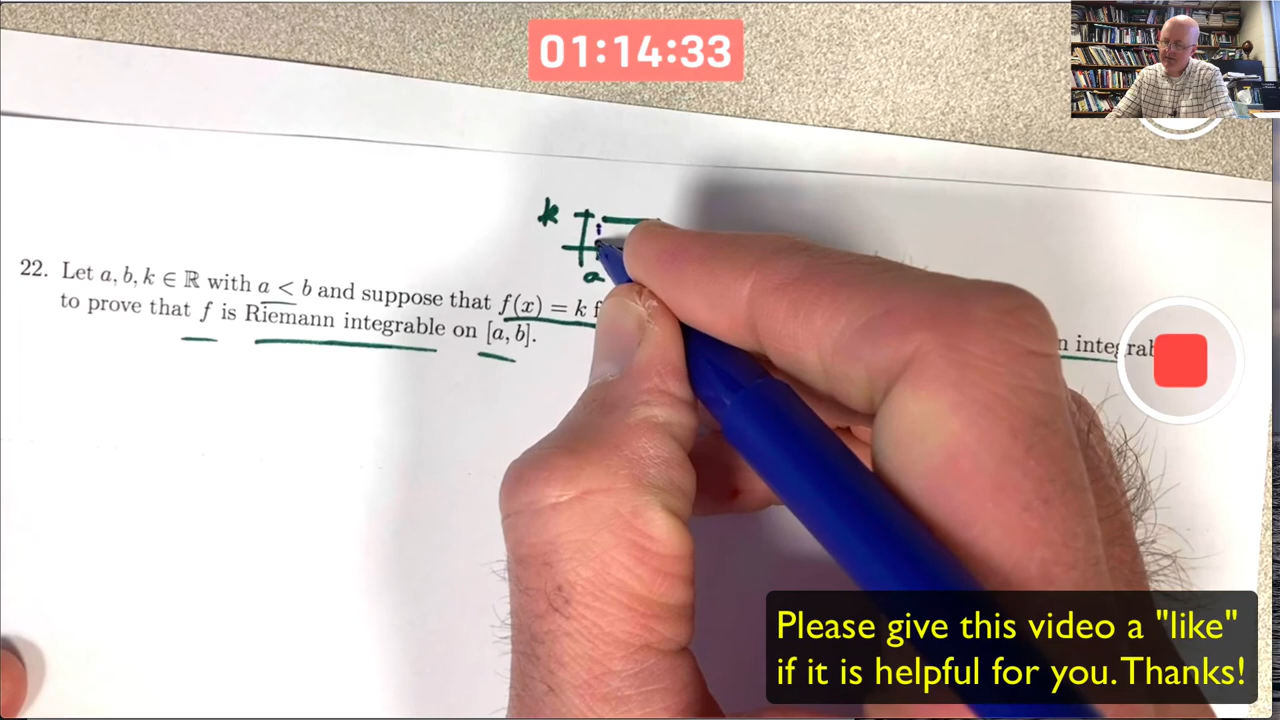 01:14:33
k
a
22. Let a, b, k ∈ ℝ with a < b and suppose that f(x) = k
to prove that f is Riemann integrable on [a, b].
n integrab
Please give this video a "like"
if it is helpful for you. Thanks!